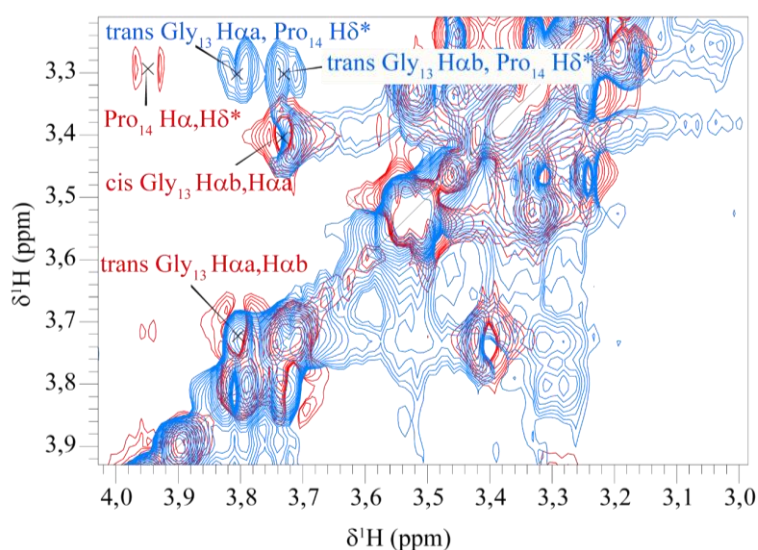 trans Gly₁₃ Hαa, Pro₁₄ Hδ*
trans Gly₁₃ Hαb, Pro₁₄ Hδ*
Pro₁₄ Hα,Hδ*
cis Gly₁₃ Hαb,Hαa
trans Gly₁₃ Hαa,Hαb
δ¹H (ppm)
3,3
3,4
3,5
3,6
3,7
3,8
3,9
4,0 3,9 3,8 3,7 3,6 3,5 3,4 3,3 3,2 3,1 3,0
δ¹H (ppm)